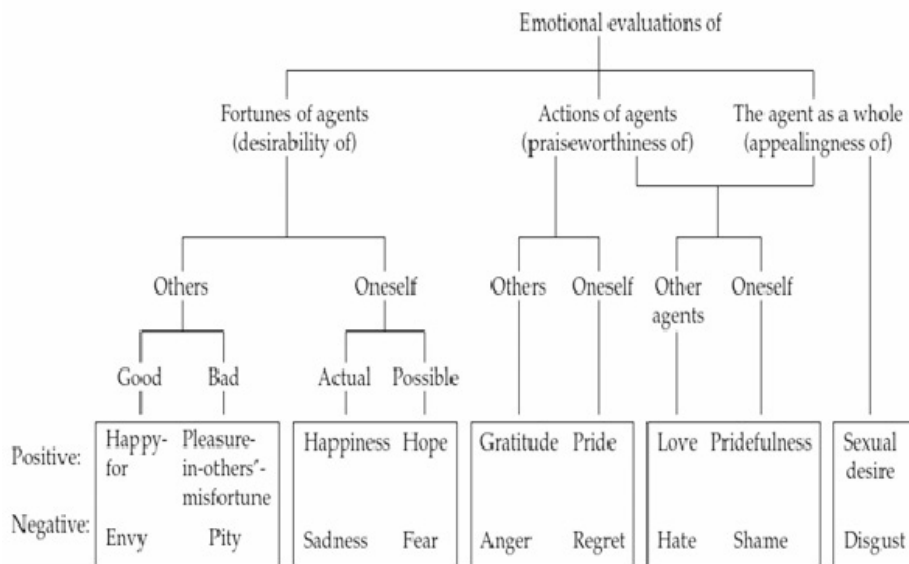 Emotional evaluations of
Fortunes of agents
(desirability of)
Actions of agents
(praiseworthiness of)
The agent as a whole
(appealingness of)
Others
Oneself
Others
Oneself
Other
agents
Oneself
Good
Bad
Actual
Possible
Positive:
Happy-
for
Pleasure-
in-others'-
misfortune
Happiness
Hope
Gratitude
Pride
Love
Pridefulness
Sexual
desire
Negative:
Envy
Pity
Sadness
Fear
Anger
Regret
Hate
Shame
Disgust